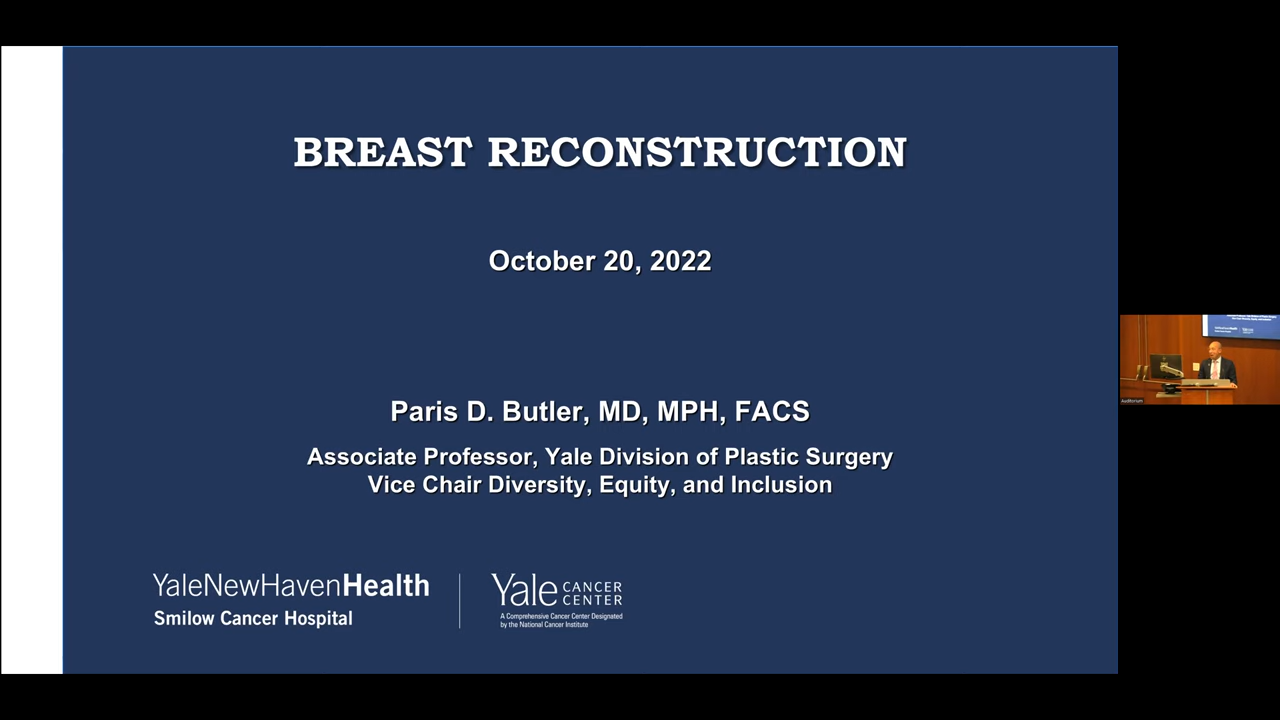 BREAST RECONSTRUCTION
October 20, 2022
Paris D. Butler, MD, MPH, FACS
Associate Professor, Yale Division of Plastic Surgery
Vice Chair Diversity, Equity, and Inclusion
YaleNewHavenHealth
Smilow Cancer Hospital
Yale CANCER CENTER
A Comprehensive Cancer Center Designated
by the National Cancer Institute
Auditorium